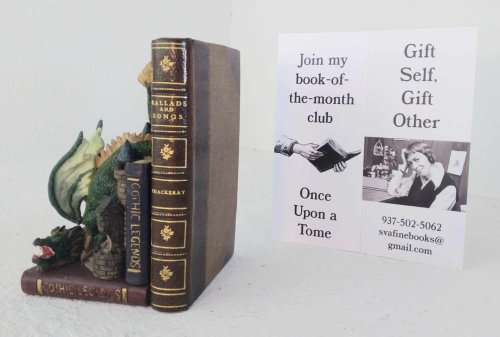 BALLADS
AND
SONGS
THACKERAY
GOTHIC LEGENDS
GOTHIC LEGENDS
Join my
book-of-
the-month
club
Once
Upon a
Tome
Gift
Self,
Gift
Other
937-502-5062
svafinebooks@
gmail.com